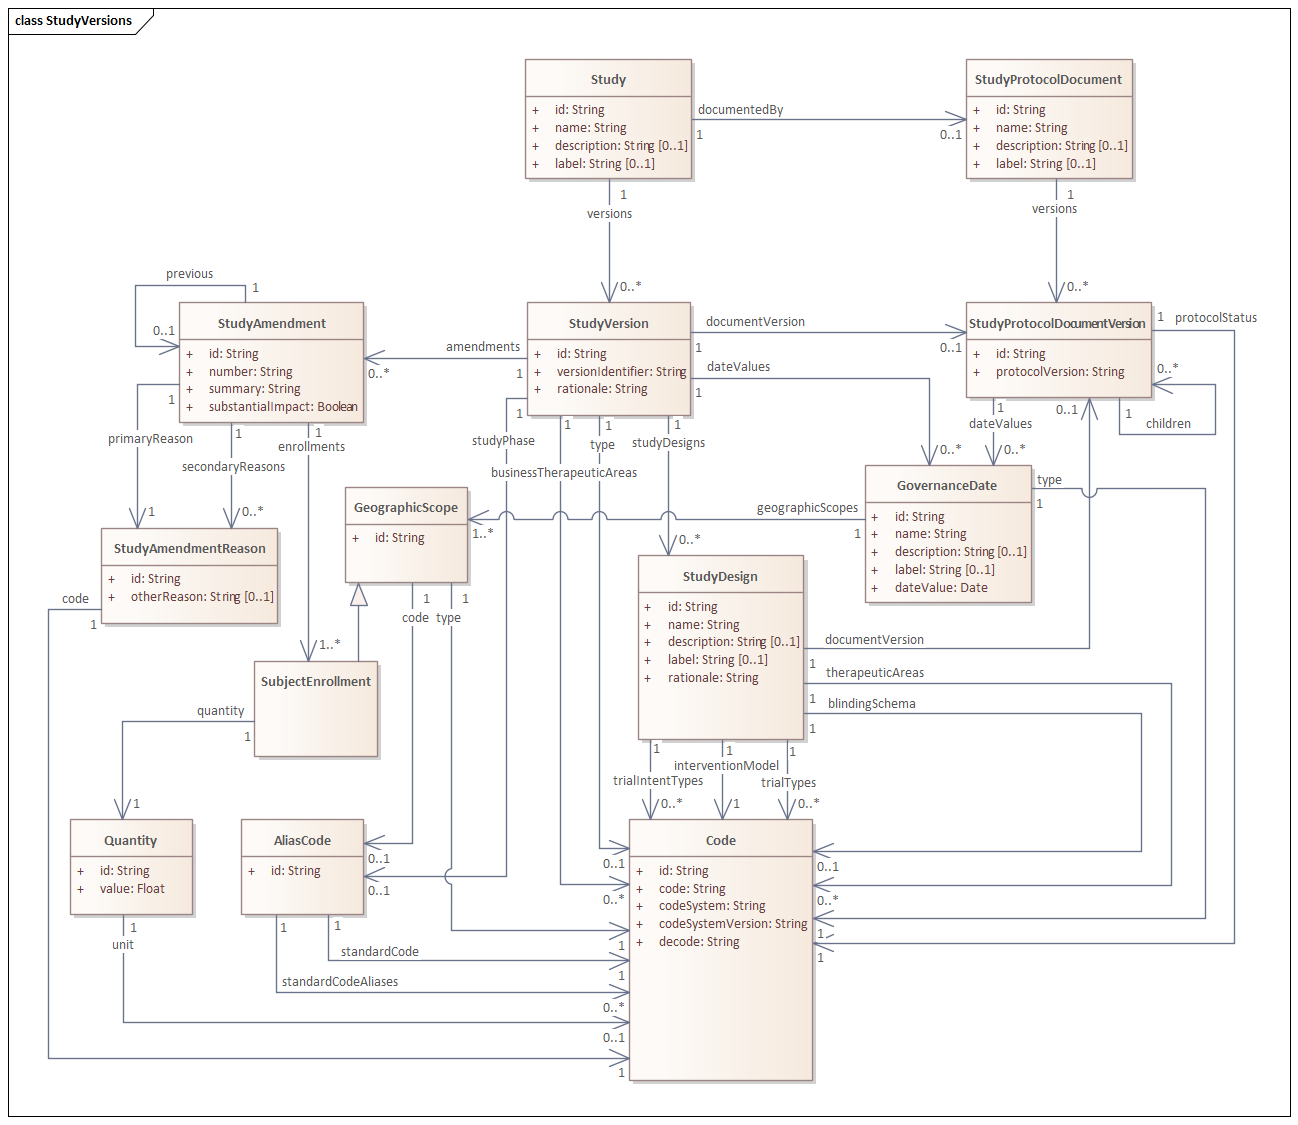 class StudyVersions
Study
+ id: String
+ name: String
+ description: String [0..1]
+ label: String [0..1]
documentedBy
1
0..1
StudyProtocolDocument
+ id: String
+ name: String
+ description: String [0..1]
+ label: String [0..1]
1
versions
0..*
1
versions
0..*
previous
1
0..1
StudyAmendment
+ id: String
+ number: String
+ summary: String
+ substantialImpact: Boolean
amendments
1
0..*
StudyVersion
+ id: String
+ versionIdentifier: String
+ rationale: String
documentVersion
1
0..1
dateValues
1
0..*
StudyProtocolDocumentVersion
+ id: String
+ protocolVersion: String
1
protocolStatus
0..*
1
children
0..1
1
dateValues
0..*
1
primaryReason
1
1
secondaryReasons
0..*
1
enrollments
1..*
1
studyPhase
1
businessTherapeuticAreas
1
type
1
studyDesigns
0..*
GeographicScope
+ id: String
geographicScopes
1
1..*
GovernanceDate
+ id: String
+ name: String
+ description: String [0..1]
+ label: String [0..1]
+ dateValue: Date
type
1
StudyAmendmentReason
+ id: String
+ otherReason: String [0..1]
code
1
1
code
1
type
StudyDesign
+ id: String
+ name: String
+ description: String [0..1]
+ label: String [0..1]
+ rationale: String
documentVersion
1
therapeuticAreas
1
blindingSchema
1
SubjectEnrollment
quantity
1
1
1
trialIntentTypes
0..*
1
interventionModel
1
1
trialTypes
0..*
Quantity
+ id: String
+ value: Float
AliasCode
+ id: String
0..1
0..1
Code
+ id: String
+ code: String
+ codeSystem: String
+ codeSystemVersion: String
+ decode: String
0..1
0..*
0..1
0..*
1
1
1
1
unit
1
1
standardCode
1
standardCodeAliases
0..*
0..1
1